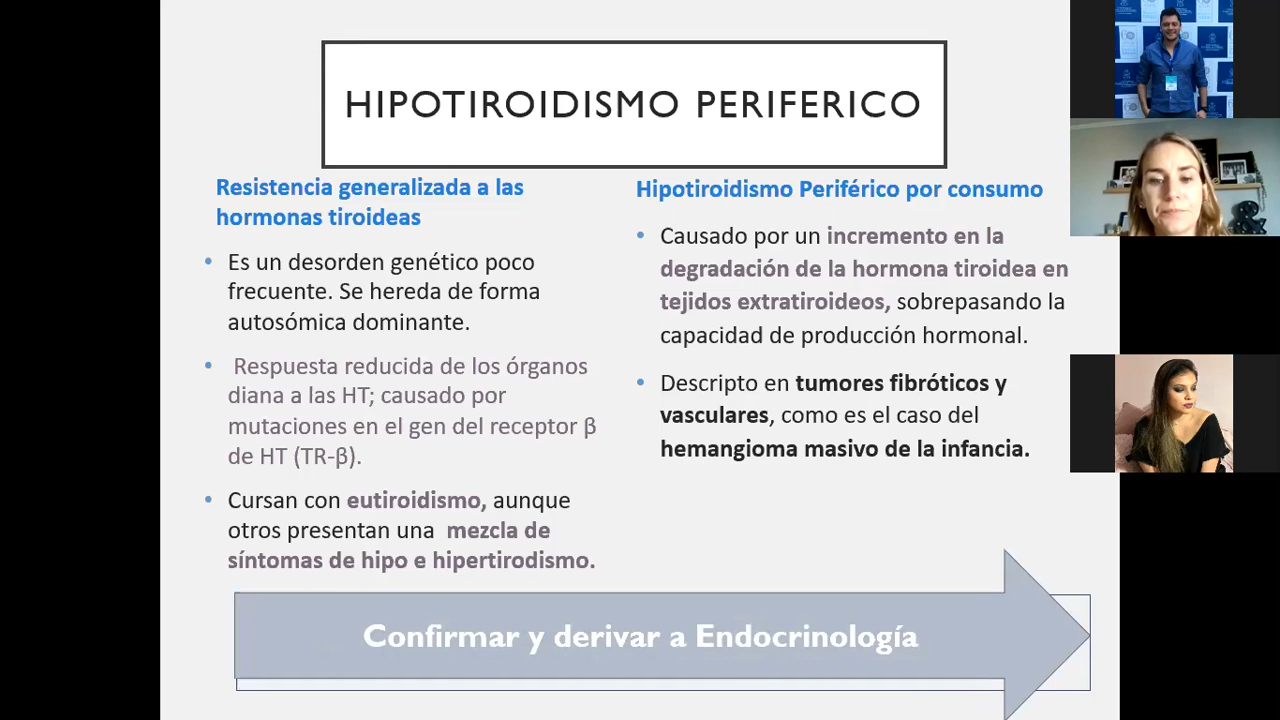 HIPOTIROIDISMO PERIFERICO
Resistencia generalizada a las
hormonas tiroideas
• Es un desorden genético poco
frecuente. Se hereda de forma
autosómica dominante.
• Respuesta reducida de los órganos
diana a las HT; causado por
mutaciones en el gen del receptor β
de HT (TR-β).
• Cursan con eutiroidismo, aunque
otros presentan una mezcla de
síntomas de hipo e hipertirodismo.
Hipotiroidismo Periférico por consumo
• Causado por un incremento en la
degradación de la hormona tiroidea en
tejidos extratiroideos, sobrepasando la
capacidad de producción hormonal.
• Descripto en tumores fibróticos y
vasculares, como es el caso del
hemangioma masivo de la infancia.
Confirmar y derivar a Endocrinología